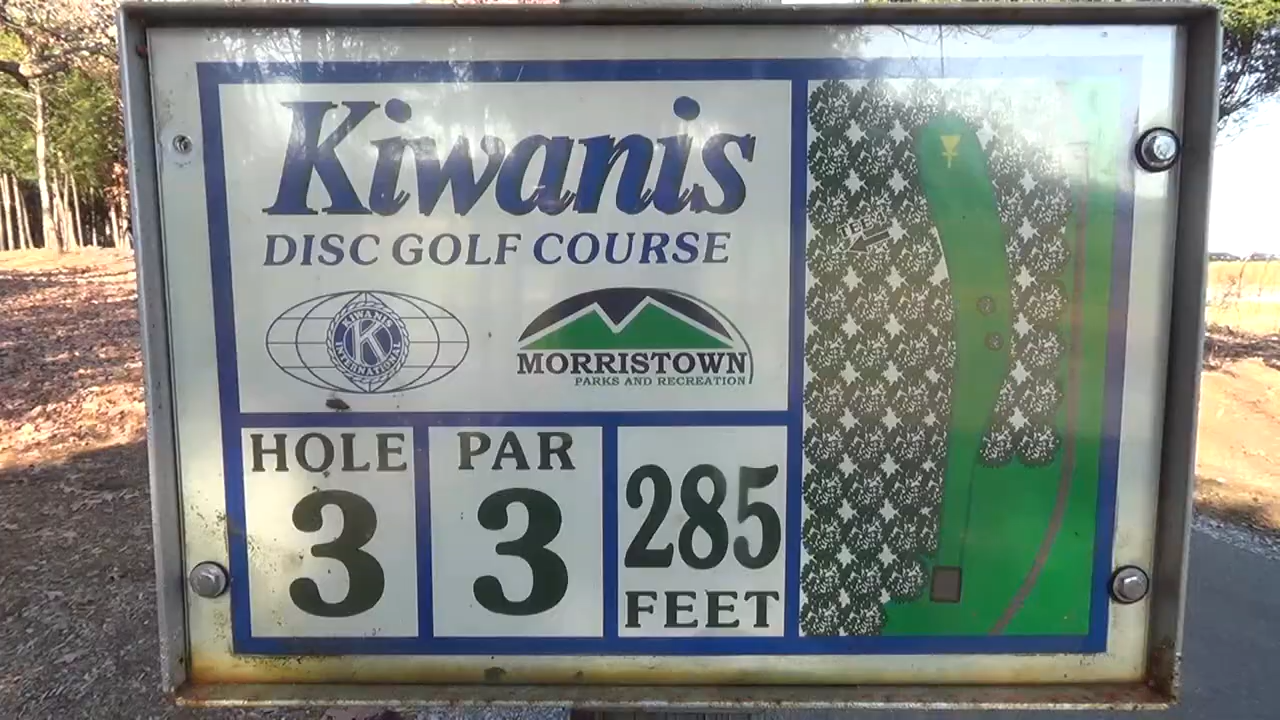 Kiwanis
DISC GOLF COURSE
KIWANIS
K
INTERNATIONAL
MORRISTOWN
PARKS AND RECREATION
HOLE
3
PAR
3
285
FEET
TEE